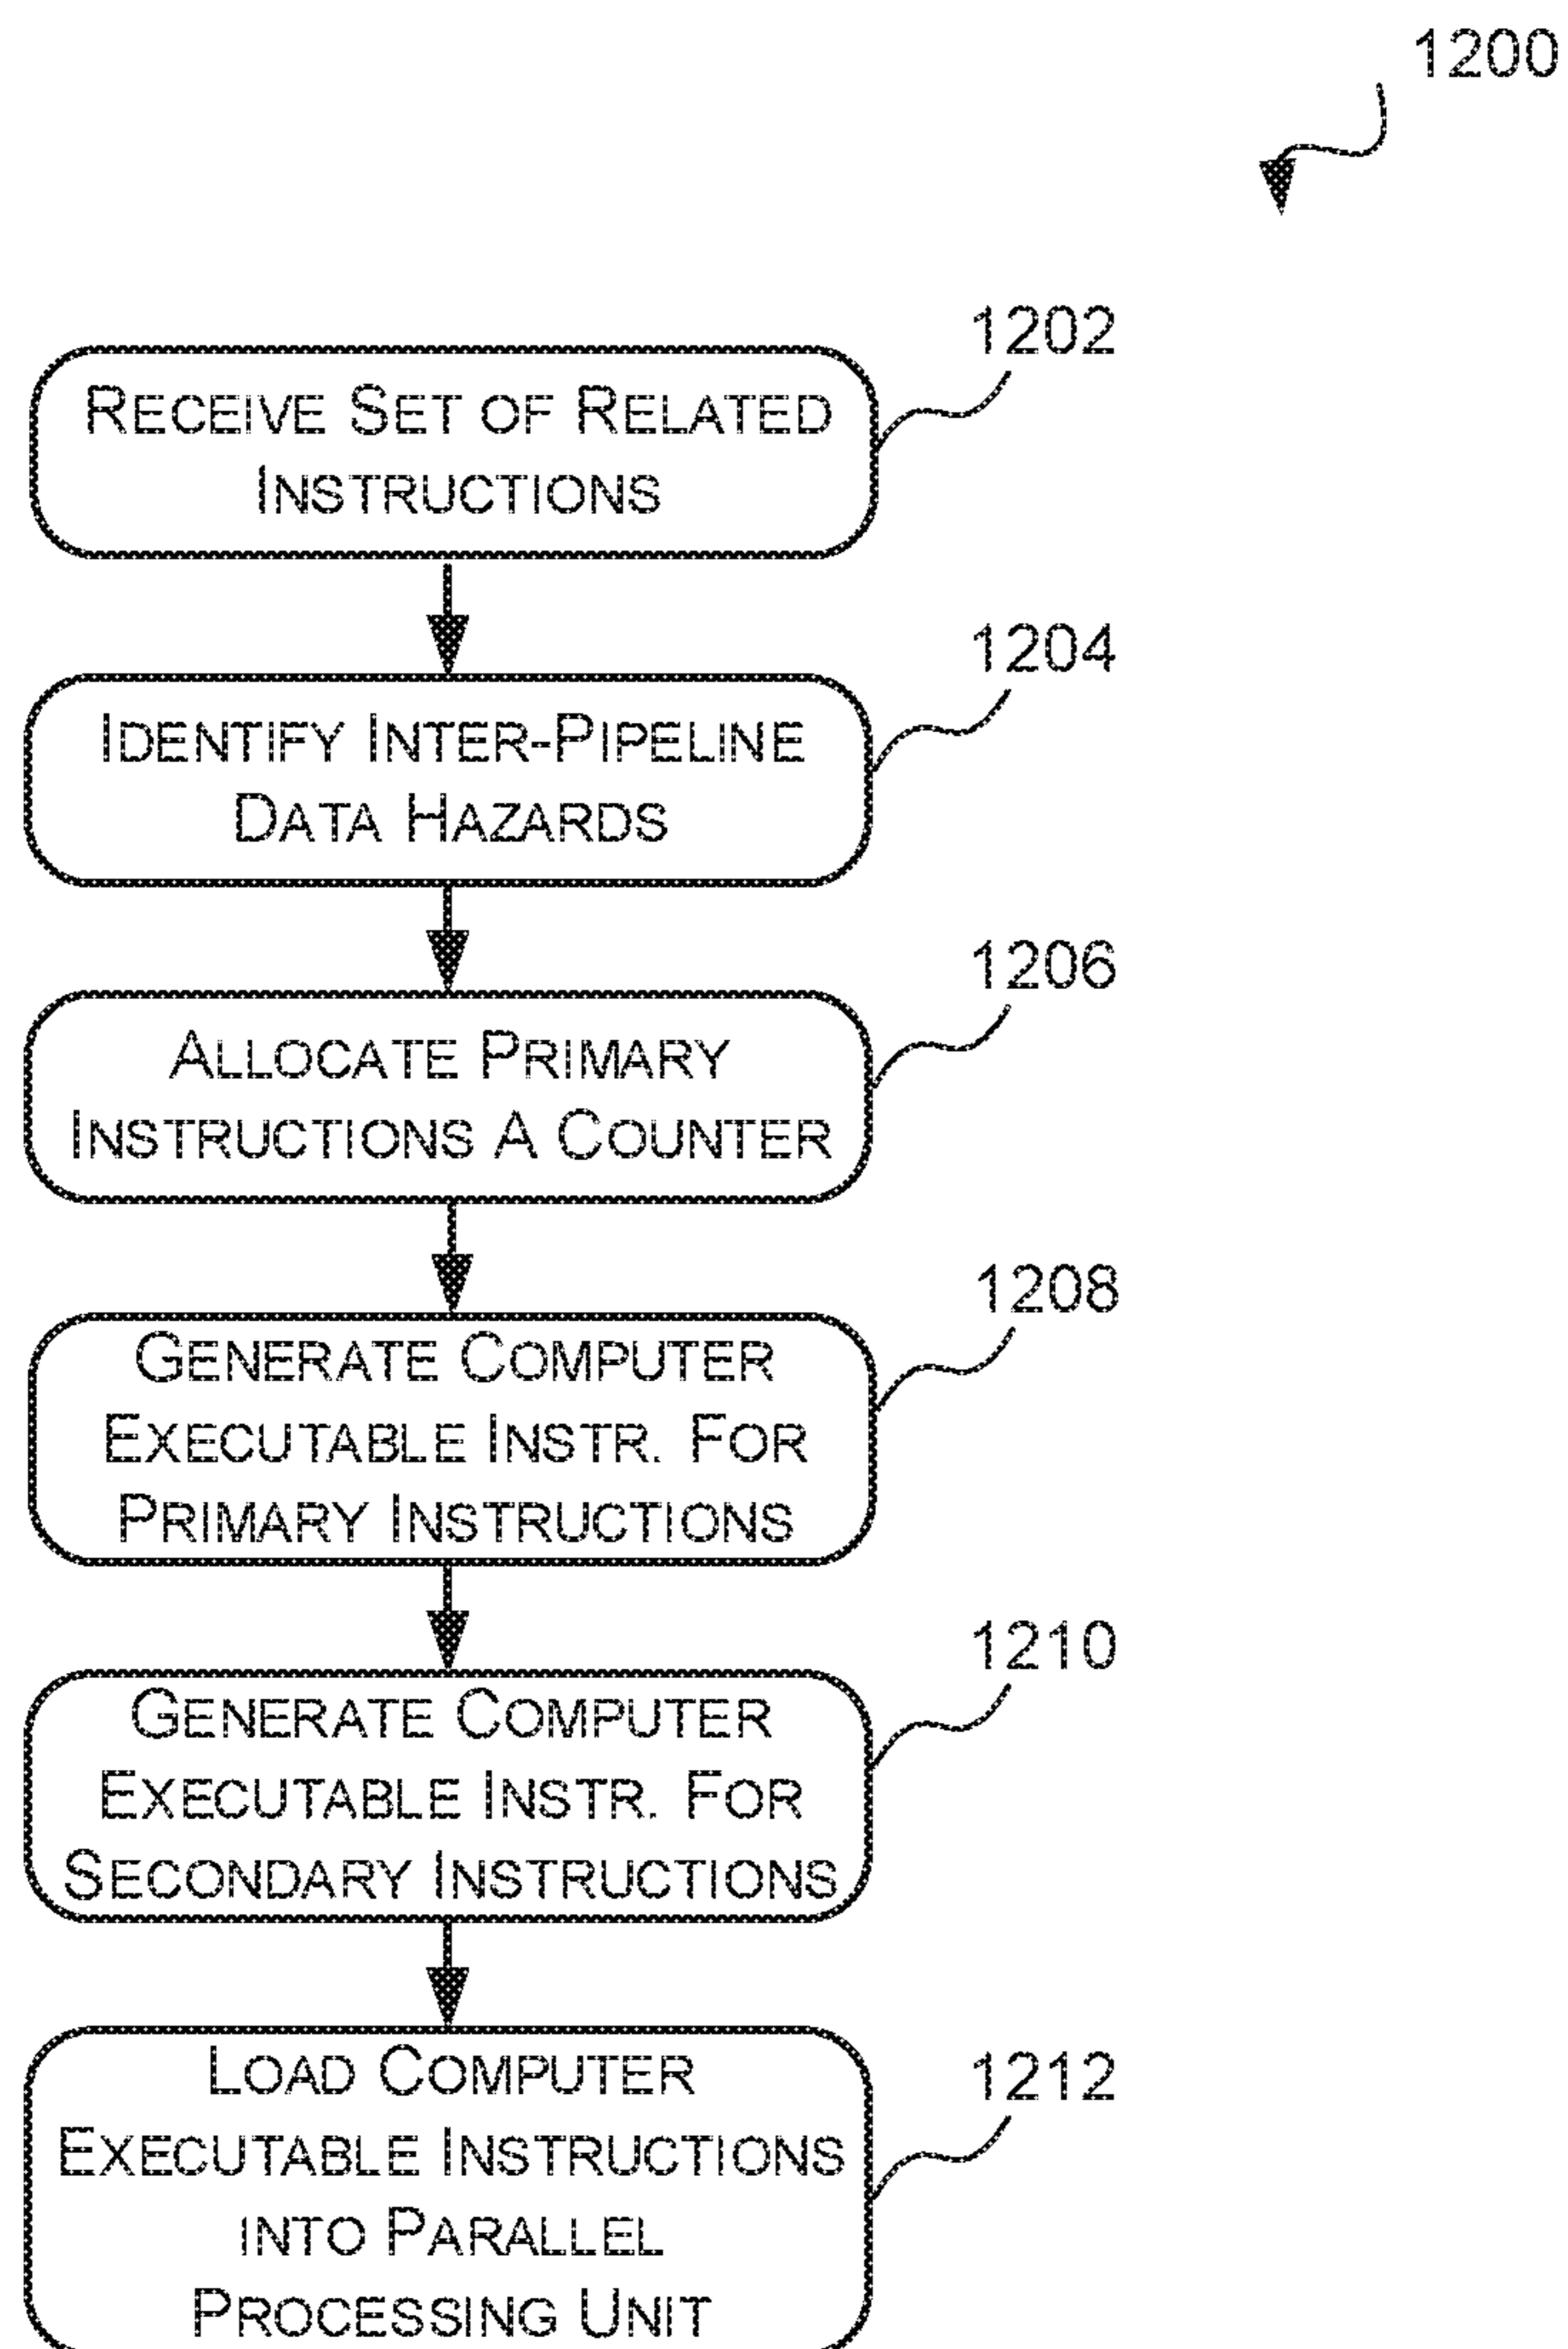 1200
1202
RECEIVE SET OF RELATED
INSTRUCTIONS
1204
IDENTIFY INTER-PIPELINE
DATA HAZARDS
1206
ALLOCATE PRIMARY
INSTRUCTIONS A COUNTER
1208
GENERATE COMPUTER
EXECUTABLE INSTR. FOR
PRIMARY INSTRUCTIONS
1210
GENERATE COMPUTER
EXECUTABLE INSTR. FOR
SECONDARY INSTRUCTIONS
1212
LOAD COMPUTER
EXECUTABLE INSTRUCTIONS
INTO PARALLEL
PROCESSING UNIT